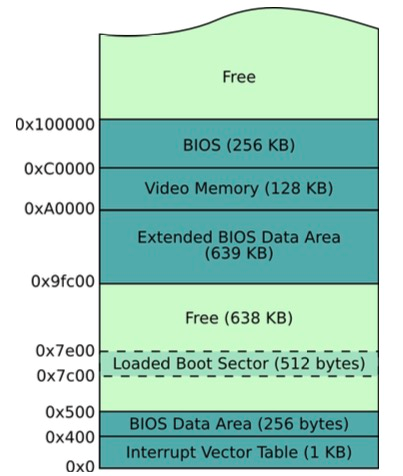 Free
0x100000
BIOS (256 KB)
0xC0000
Video Memory (128 KB)
0xA0000
Extended BIOS Data Area
(639 KB)
0x9fc00
Free (638 KB)
0x7e00
Loaded Boot Sector (512 bytes)
0x7c00
0x500
BIOS Data Area (256 bytes)
0x400
Interrupt Vector Table (1 KB)
0x0